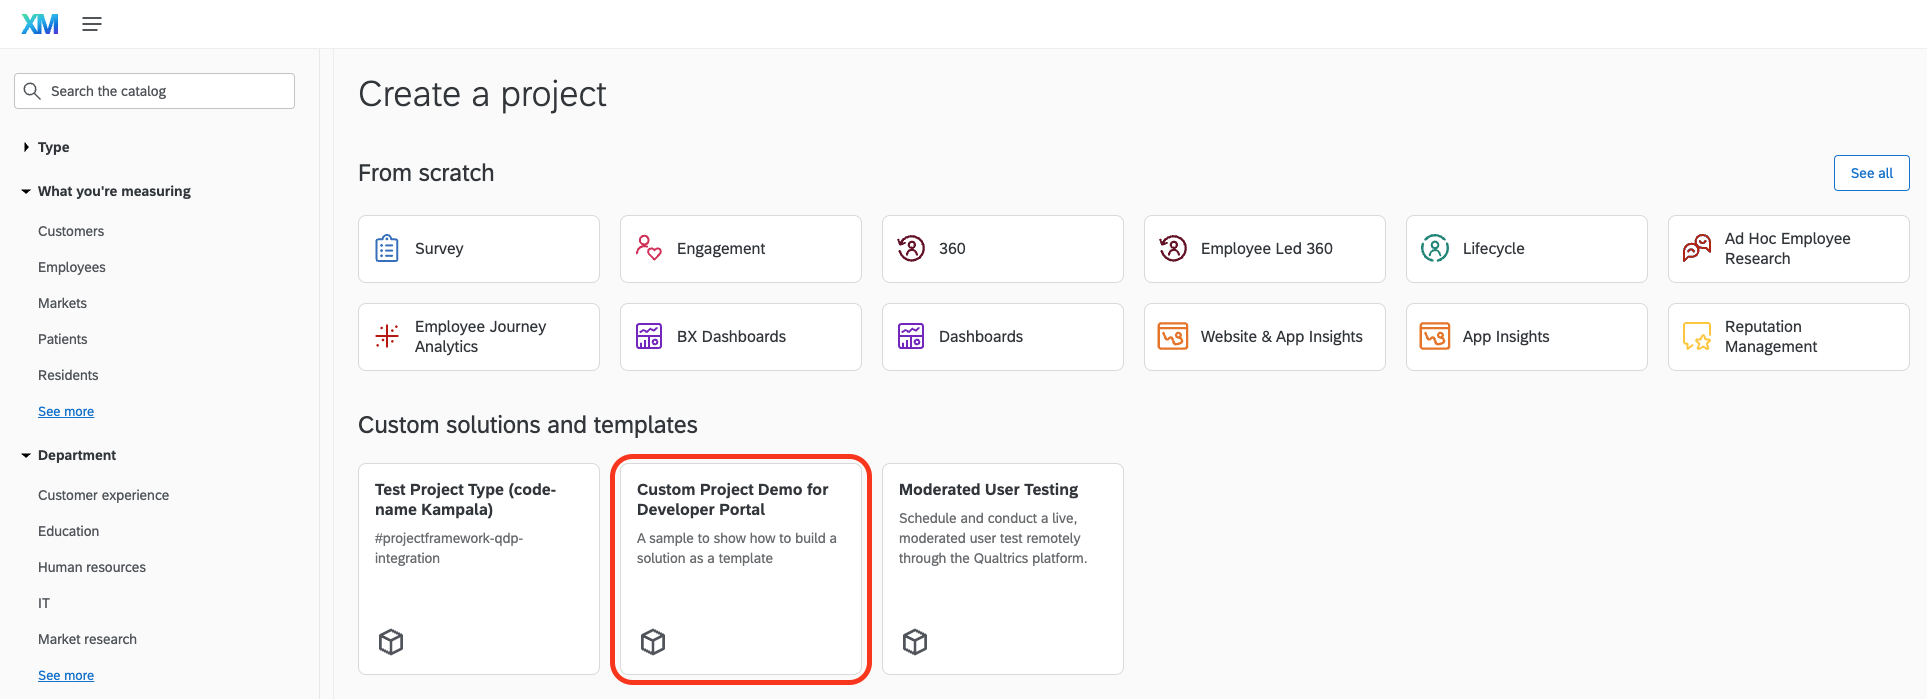 XM
Search the catalog
Type
What you're measuring
Customers
Employees
Markets
Patients
Residents
See more
Department
Customer experience
Education
Human resources
IT
Market research
See more
Create a project
From scratch
See all
Survey
Engagement
360
Employee Led 360
Lifecycle
Ad Hoc Employee
Research
Employee Journey
Analytics
BX Dashboards
Dashboards
Website & App Insights
App Insights
Reputation
Management
Custom solutions and templates
Test Project Type (code-
name Kampala)
#projectframework-qdp-
integration
Custom Project Demo for
Developer Portal
A sample to show how to build a
solution as a template
Moderated User Testing
Schedule and conduct a live,
moderated user test remotely
through the Qualtrics platform.